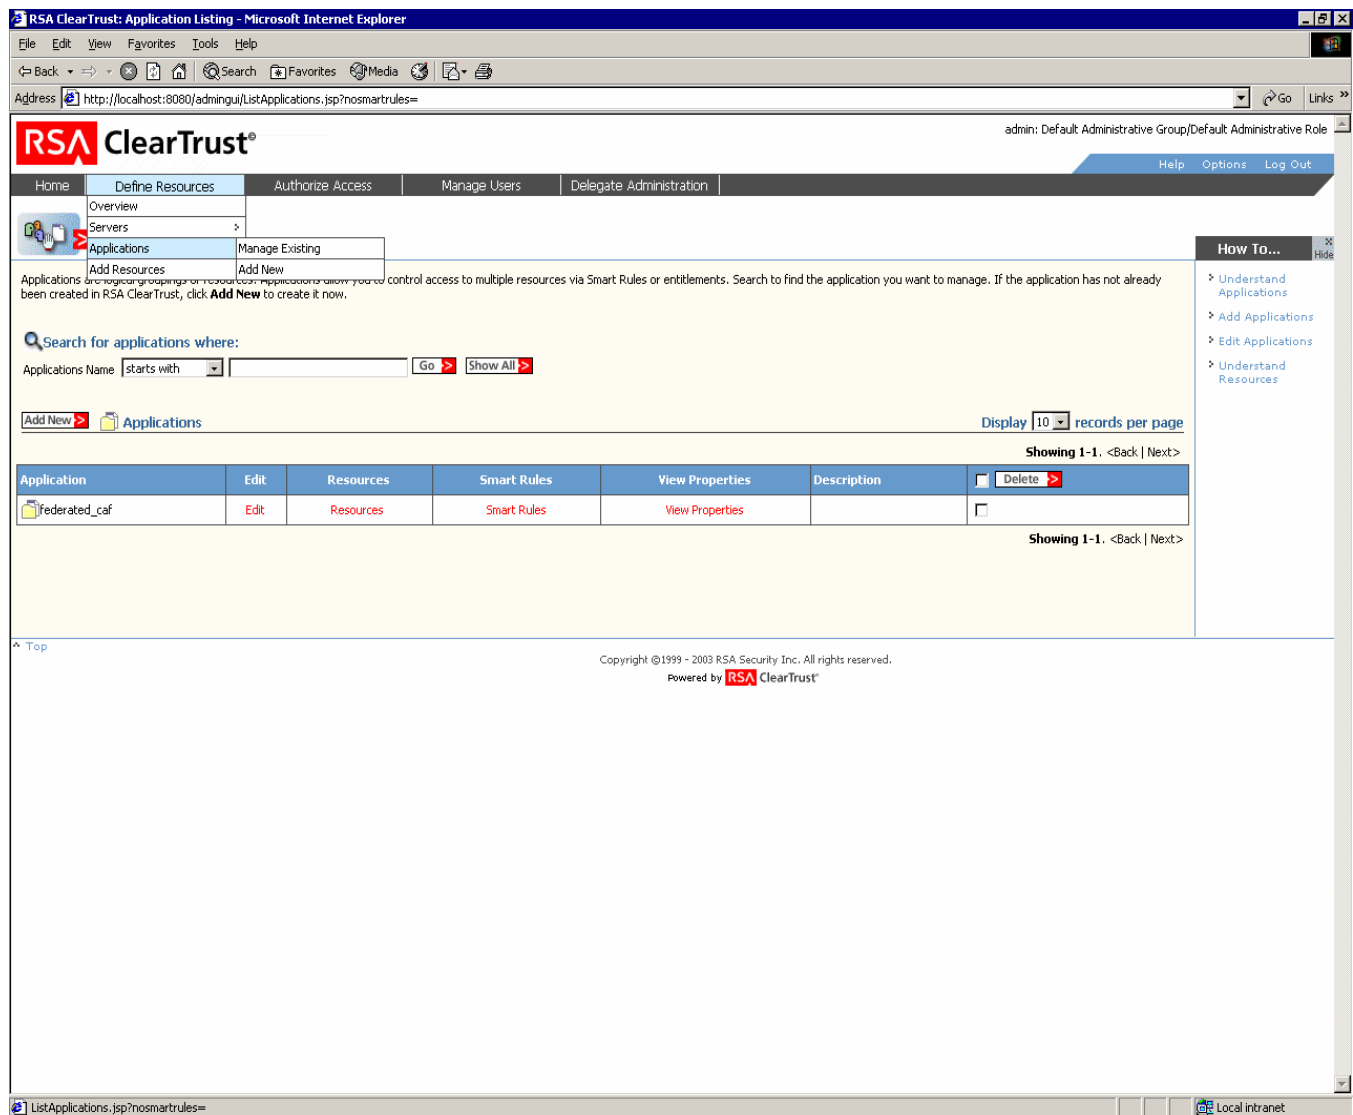 RSA ClearTrust: Application Listing - Microsoft Internet Explorer
File Edit View Favorites Tools Help
Back Search Favorites Media
Address http://localhost:8080/admingui/ListApplications.jsp?nosmartrules= Go Links »
RSA ClearTrust® admin: Default Administrative Group/Default Administrative Role
Help Options Log Out
Home Define Resources Authorize Access Manage Users Delegate Administration
Overview
Servers
Applications Manage Existing
Add Resources Add New
How To... Hide
Applications are logical groupings of resources. Applications allow you to control access to multiple resources via Smart Rules or entitlements. Search to find the application you want to manage. If the application has not already
been created in RSA ClearTrust, click Add New to create it now.
Understand
Applications
Add Applications
Edit Applications
Understand
Resources
Search for applications where:
Applications Name starts with Go > Show All >
Add New > Applications Display 10 records per page
Showing 1-1. <Back | Next>
Application Edit Resources Smart Rules View Properties Description Delete >
federated_caf Edit Resources Smart Rules View Properties
Showing 1-1. <Back | Next>
^ Top
Copyright ©1999 - 2003 RSA Security Inc. All rights reserved.
Powered by RSA ClearTrust®
ListApplications.jsp?nosmartrules= Local intranet